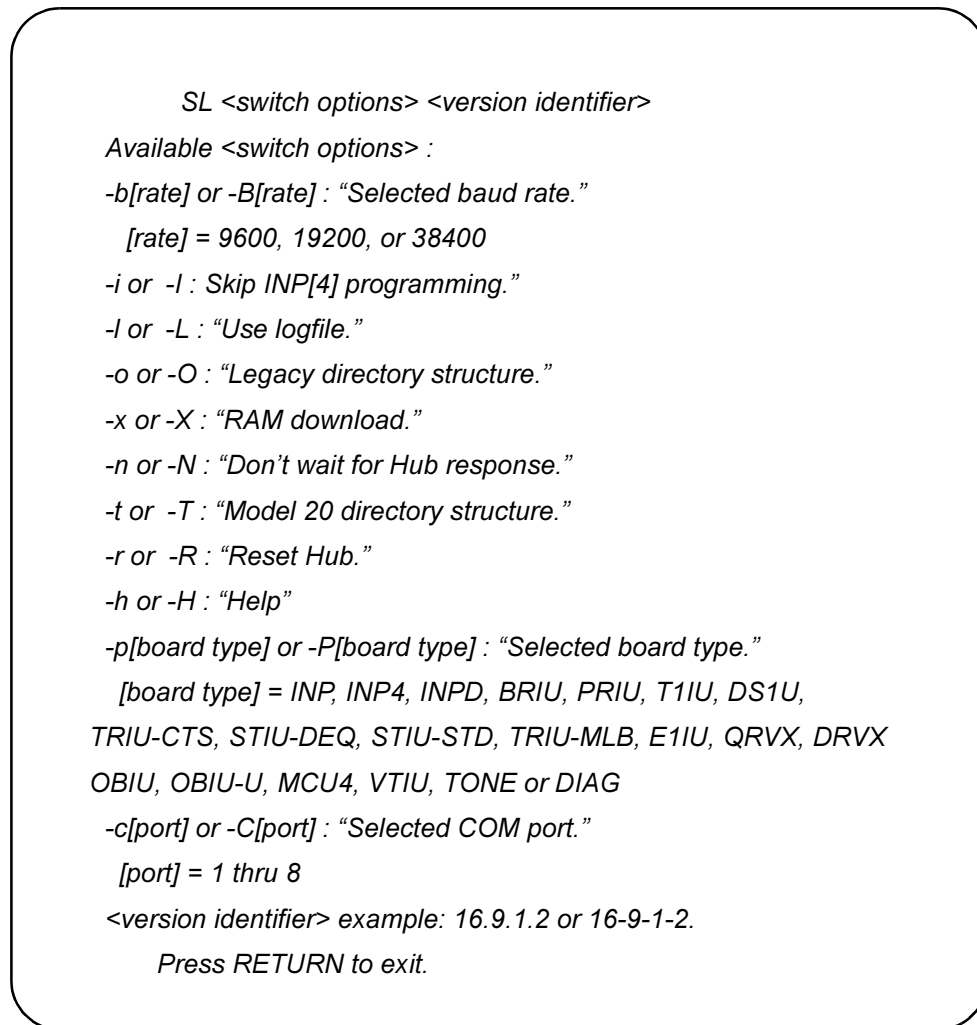 SL <switch options> <version identifier>
Available <switch options> :
-b[rate] or -B[rate] : “Selected baud rate.”
[rate] = 9600, 19200, or 38400
-i or  -I : Skip INP[4] programming.”
-l or  -L : “Use logfile.”
-o or -O : “Legacy directory structure.”
-x or -X : “RAM download.”
-n or -N : “Don’t wait for Hub response.”
-t or  -T : “Model 20 directory structure.”
-r or  -R : “Reset Hub.”
-h or -H : “Help”
-p[board type] or -P[board type] : “Selected board type.”
[board type] = INP, INP4, INPD, BRIU, PRIU, T1IU, DS1U,
TRIU-CTS, STIU-DEQ, STIU-STD, TRIU-MLB, E1IU, QRVX, DRVX
OBIU, OBIU-U, MCU4, VTIU, TONE or DIAG
-c[port] or -C[port] : “Selected COM port.”
[port] = 1 thru 8
<version identifier> example: 16.9.1.2 or 16-9-1-2.
Press RETURN to exit.